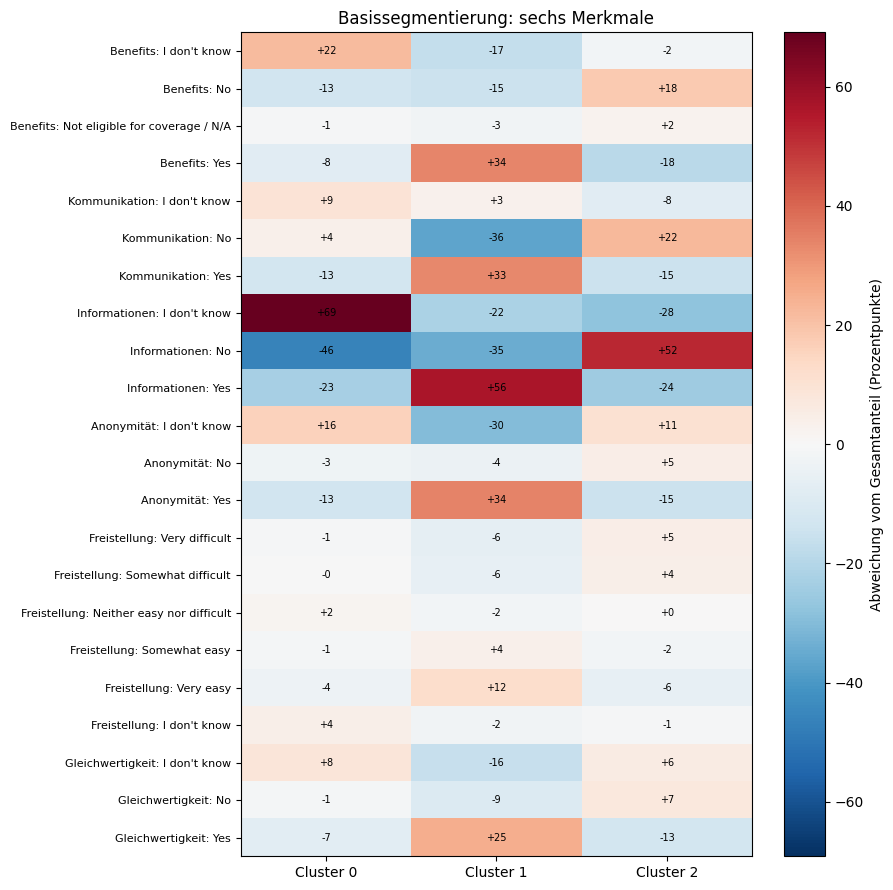 Basissegmentierung: sechs Merkmale
Benefits: I don't know +22 -17 -2
Benefits: No -13 -15 +18
Benefits: Not eligible for coverage / N/A -1 -3 +2
Benefits: Yes -8 +34 -18
Kommunikation: I don't know +9 +3 -8
Kommunikation: No +4 -36 +22
Kommunikation: Yes -13 +33 -15
Informationen: I don't know +69 -22 -28
Informationen: No -46 -35 +52
Informationen: Yes -23 +56 -24
Anonymität: I don't know +16 -30 +11
Anonymität: No -3 -4 +5
Anonymität: Yes -13 +34 -15
Freistellung: Very difficult -1 -6 +5
Freistellung: Somewhat difficult -0 -6 +4
Freistellung: Neither easy nor difficult +2 -2 +0
Freistellung: Somewhat easy -1 +4 -2
Freistellung: Very easy -4 +12 -6
Freistellung: I don't know +4 -2 -1
Gleichwertigkeit: I don't know +8 -16 +6
Gleichwertigkeit: No -1 -9 +7
Gleichwertigkeit: Yes -7 +25 -13
Cluster 0 Cluster 1 Cluster 2
60
40
20
0
−20
−40
−60
Abweichung vom Gesamtanteil (Prozentpunkte)